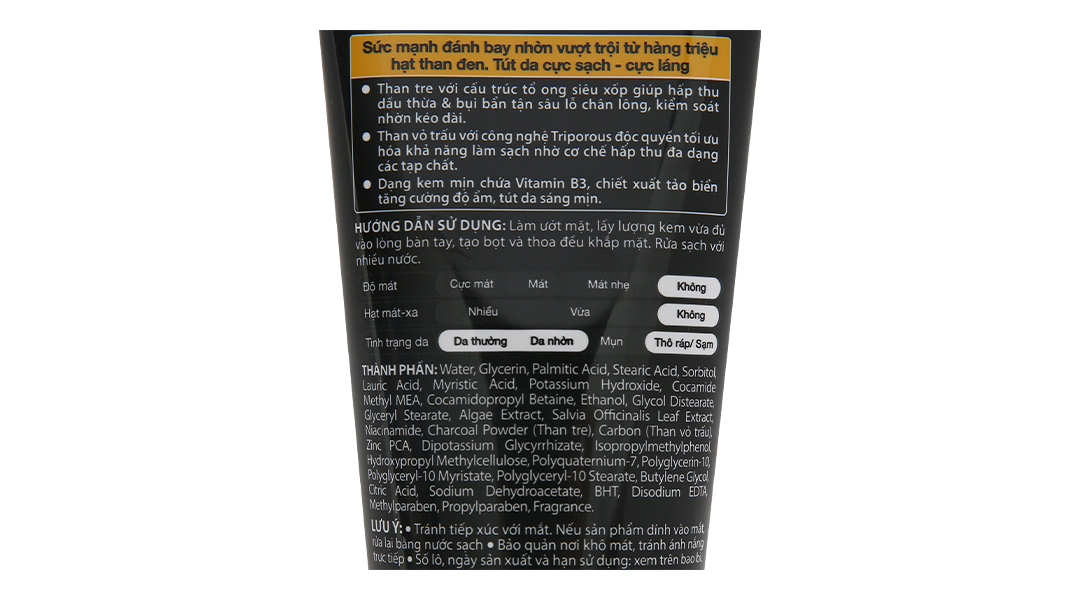 Sức mạnh đánh bay nhờn vượt trội từ hàng triệu
hạt than đen. Tút da cực sạch - cực láng
● Than tre với cấu trúc tổ ong siêu xốp giúp hấp thu
dầu thừa & bụi bẩn tận sâu lỗ chân lông, kiểm soát
nhờn kéo dài.
● Than vỏ trấu với công nghệ Triporous độc quyền tối ưu
hóa khả năng làm sạch nhờ cơ chế hấp thu đa dạng
các tạp chất.
● Dạng kem mịn chứa Vitamin B3, chiết xuất tảo biển
tăng cường độ ẩm, tút da sáng mịn.
HƯỚNG DẪN SỬ DỤNG: Làm ướt mặt, lấy lượng kem vừa đủ
vào lòng bàn tay, tạo bọt và thoa đều khắp mặt. Rửa sạch với
nhiều nước.
Độ mát Cực mát Mát Mát nhẹ Không
Hạt mát-xa Nhiều Vừa Không
Tình trạng da Da thường Da nhờn Mụn Thô ráp/ Sạm
THÀNH PHẦN: Water, Glycerin, Palmitic Acid, Stearic Acid, Sorbitol,
Lauric Acid, Myristic Acid, Potassium Hydroxide, Cocamide
Methyl MEA, Cocamidopropyl Betaine, Ethanol, Glycol Distearate,
Glyceryl Stearate, Algae Extract, Salvia Officinalis Leaf Extract,
Niacinamide, Charcoal Powder (Than tre), Carbon (Than vỏ trấu),
Zinc PCA, Dipotassium Glycyrrhizate, Isopropylmethylphenol,
Hydroxypropyl Methylcellulose, Polyquaternium-7, Polyglycerin-10,
Polyglyceryl-10 Myristate, Polyglyceryl-10 Stearate, Butylene Glycol,
Citric Acid, Sodium Dehydroacetate, BHT, Disodium EDTA,
Methylparaben, Propylparaben, Fragrance.
LƯU Ý: ● Tránh tiếp xúc với mắt. Nếu sản phẩm dính vào mắt,
rửa lại bằng nước sạch ● Bảo quản nơi khô mát, tránh ánh nắng
trực tiếp ● Số lô, ngày sản xuất và hạn sử dụng: xem trên bao bì.